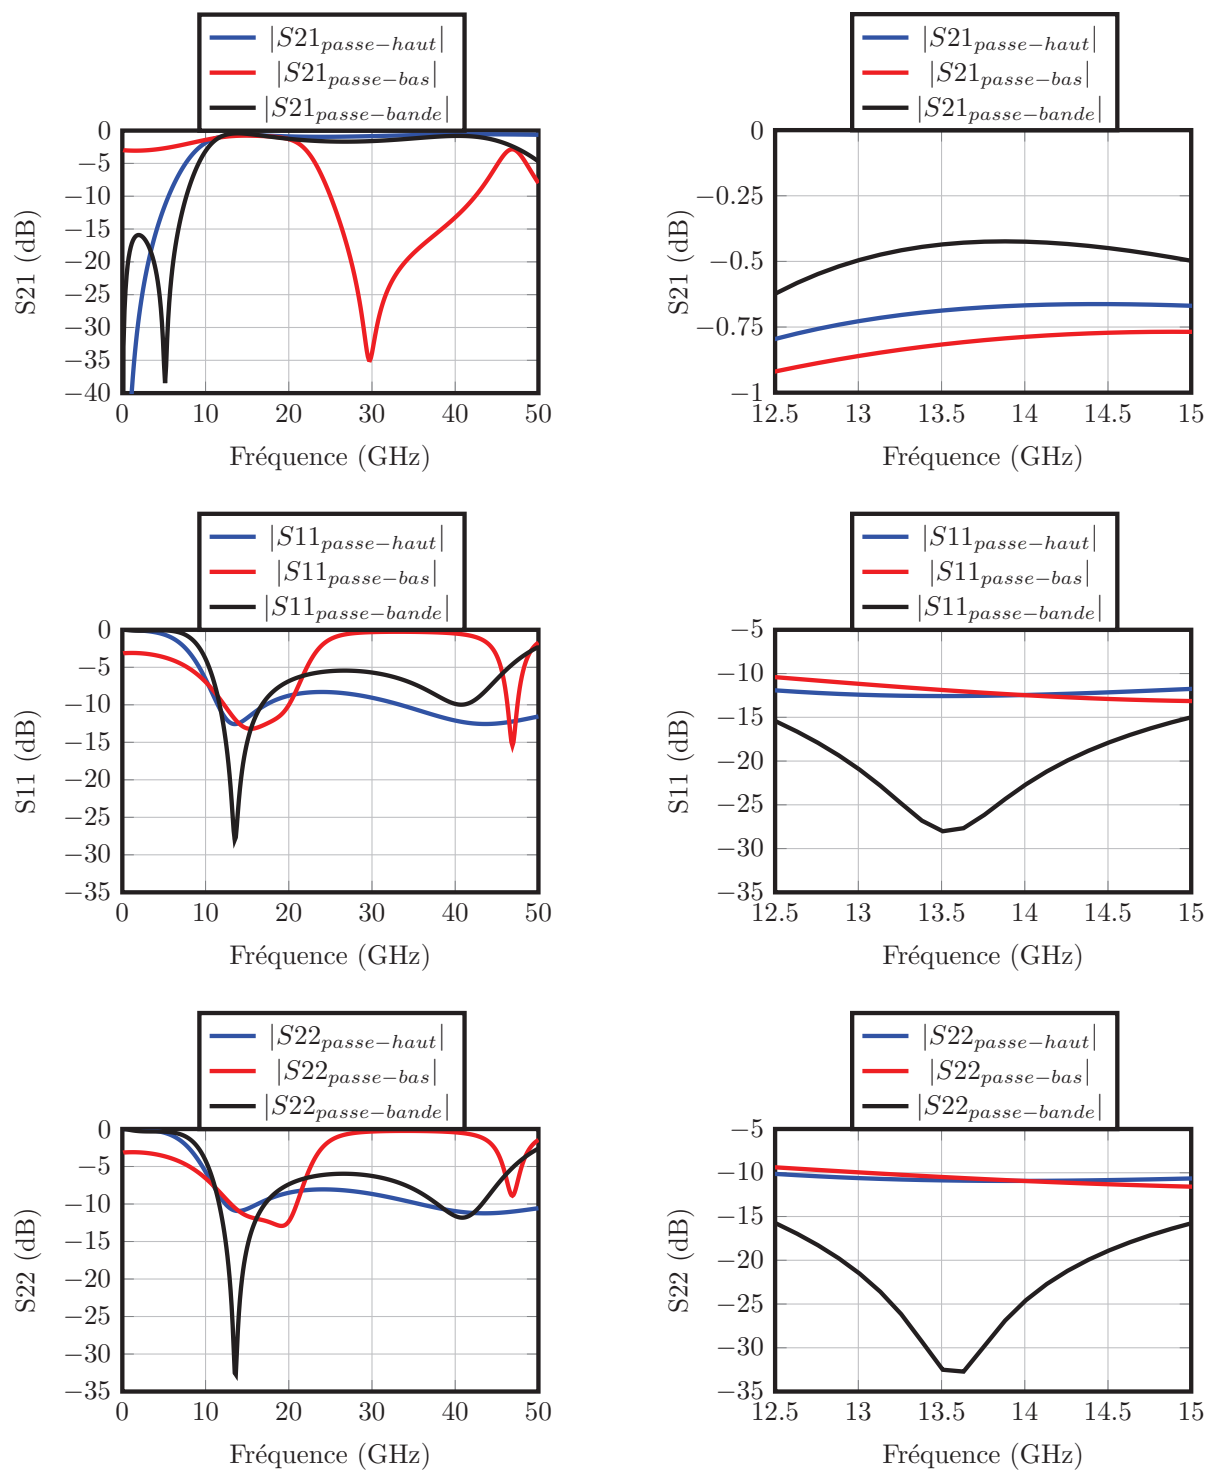 |S21passe−haut|
|S21passe−bas|
|S21passe−bande|
0
−5
−10
−15
−20
−25
−30
−35
−40
0 10 20 30 40 50
S21 (dB)
Fréquence (GHz)
|S21passe−haut|
|S21passe−bas|
|S21passe−bande|
0
−0.25
−0.5
−0.75
−1
12.5 13 13.5 14 14.5 15
S21 (dB)
Fréquence (GHz)
|S11passe−haut|
|S11passe−bas|
|S11passe−bande|
0
−5
−10
−15
−20
−25
−30
−35
0 10 20 30 40 50
S11 (dB)
Fréquence (GHz)
|S11passe−haut|
|S11passe−bas|
|S11passe−bande|
−5
−10
−15
−20
−25
−30
−35
12.5 13 13.5 14 14.5 15
S11 (dB)
Fréquence (GHz)
|S22passe−haut|
|S22passe−bas|
|S22passe−bande|
0
−5
−10
−15
−20
−25
−30
−35
0 10 20 30 40 50
S22 (dB)
Fréquence (GHz)
|S22passe−haut|
|S22passe−bas|
|S22passe−bande|
−5
−10
−15
−20
−25
−30
−35
12.5 13 13.5 14 14.5 15
S22 (dB)
Fréquence (GHz)